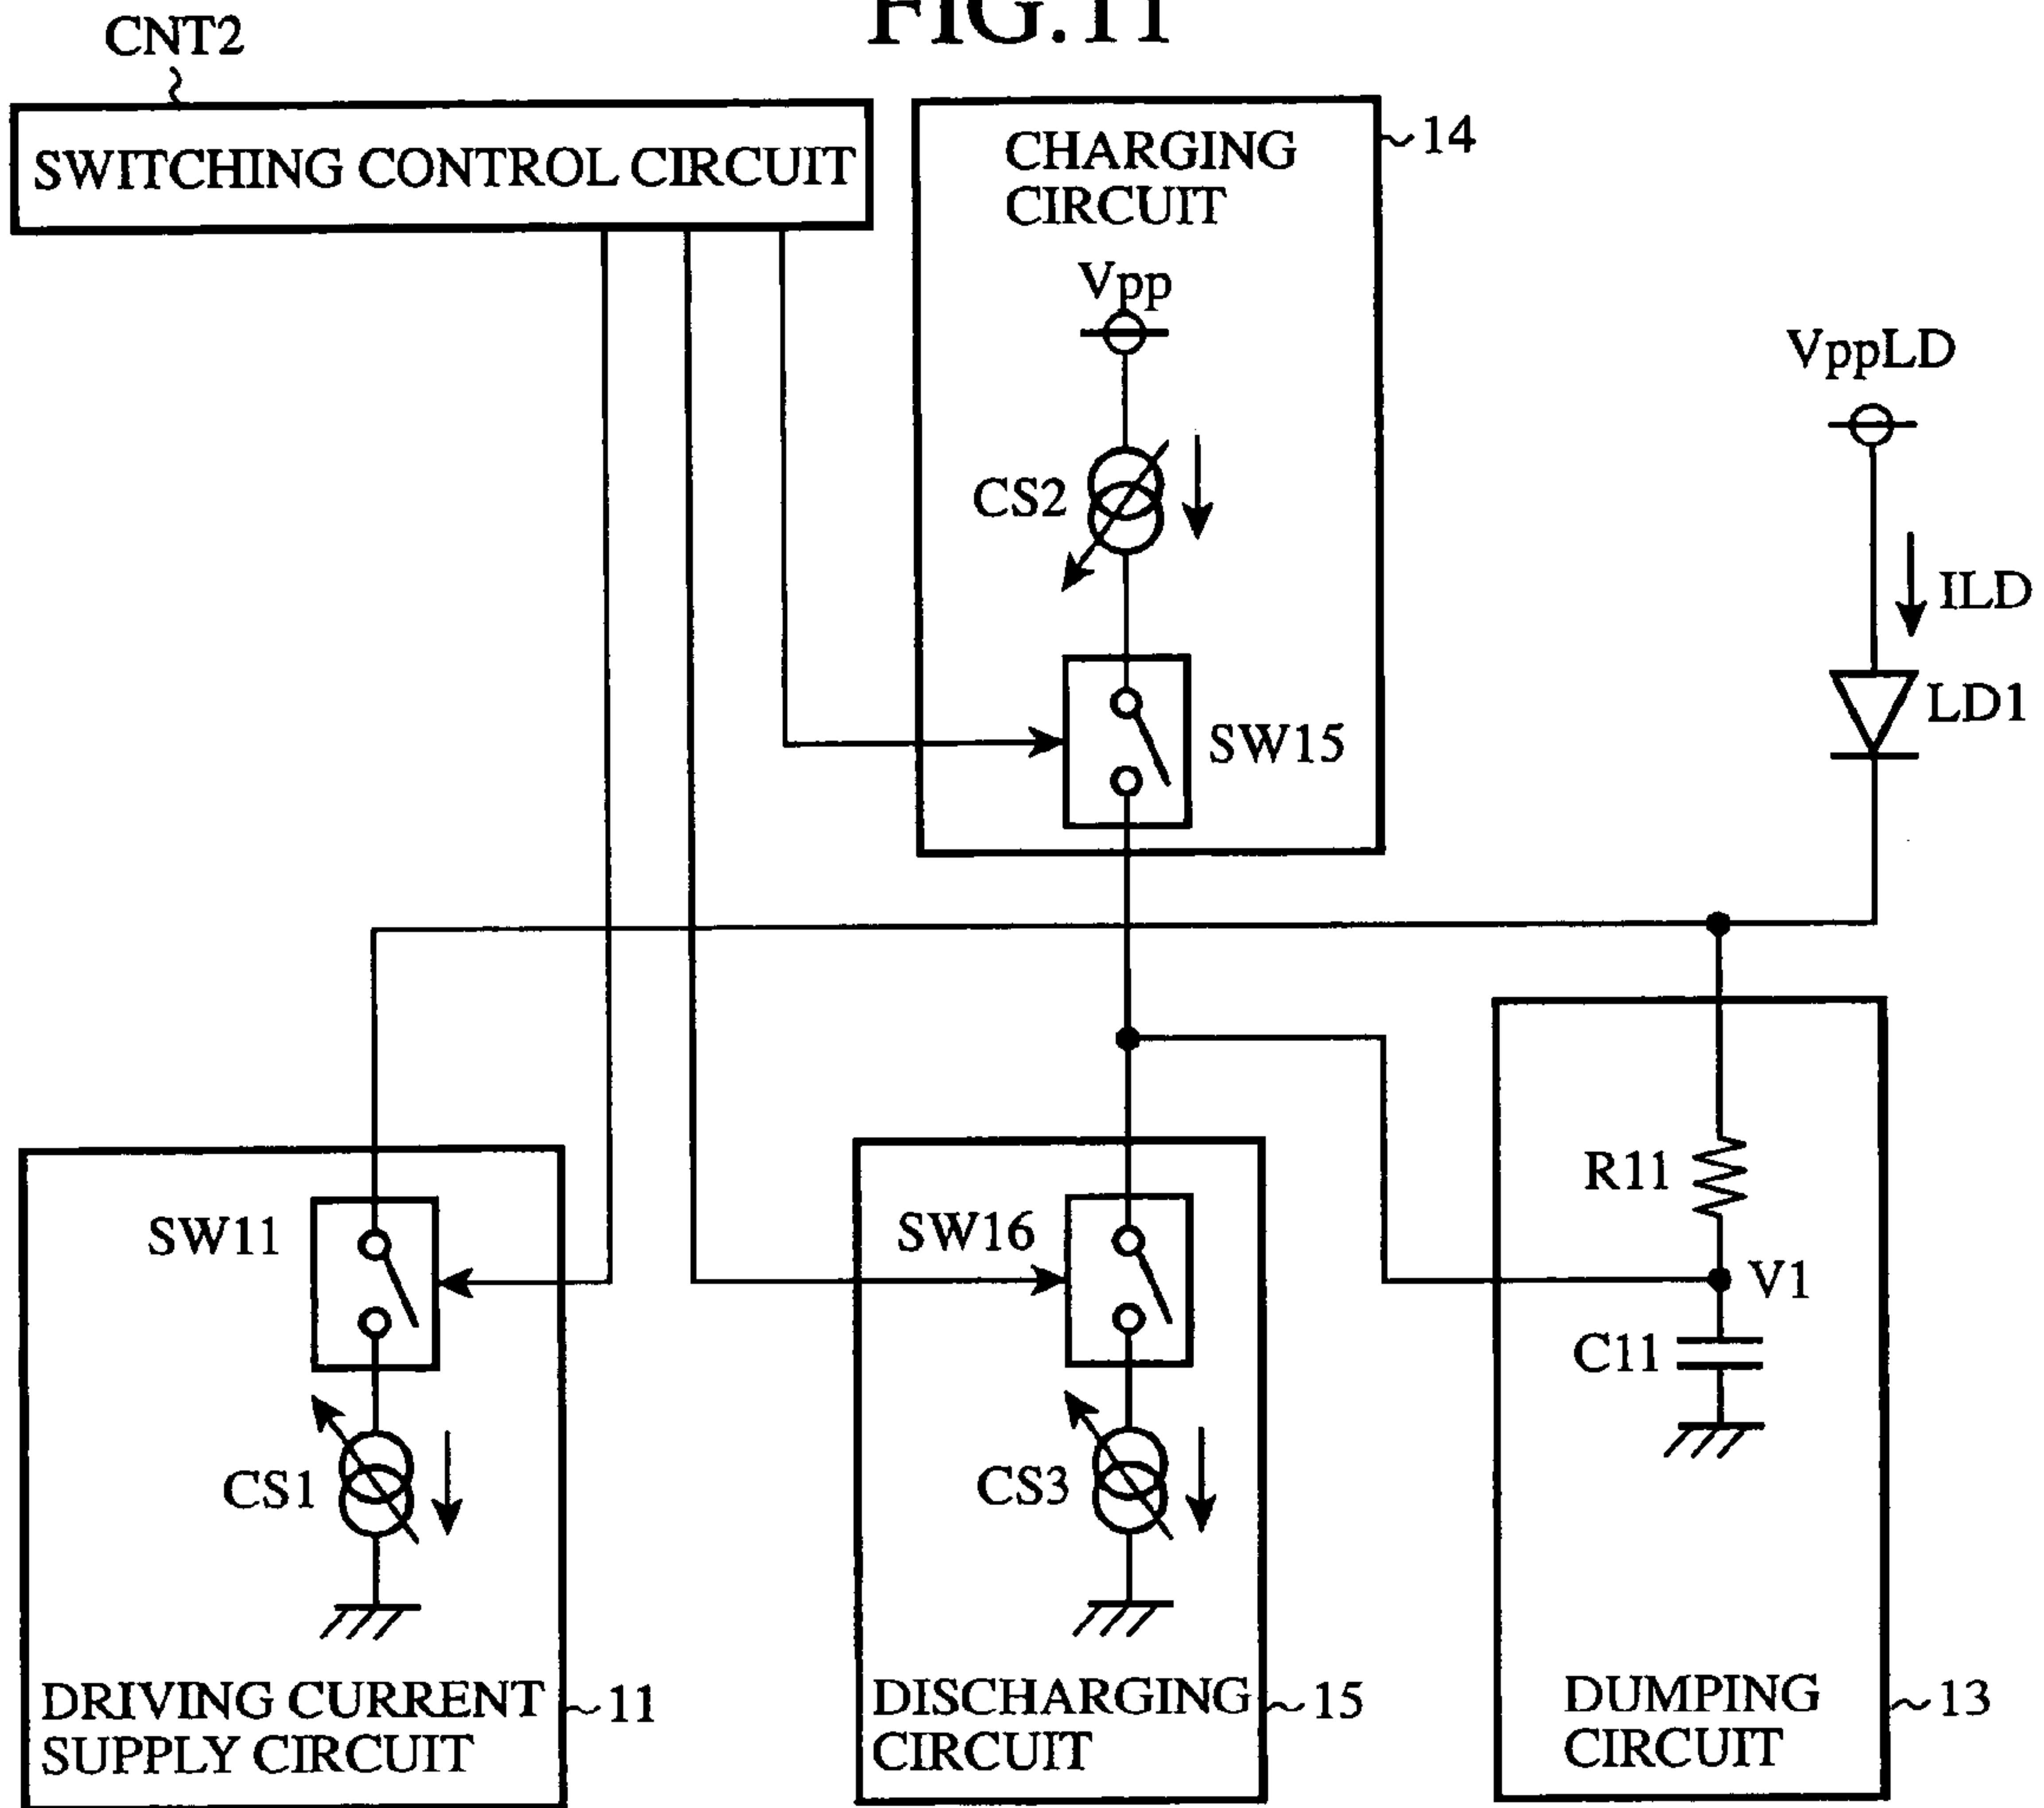 FIG.11
CNT2
SWITCHING CONTROL CIRCUIT
CHARGING
CIRCUIT
14
Vpp
CS2
SW15
VppLD
ILD
LD1
SW11
CS1
DRIVING CURRENT
SUPPLY CIRCUIT
11
SW16
CS3
DISCHARGING
CIRCUIT
15
R11
V1
C11
DUMPING
CIRCUIT
13